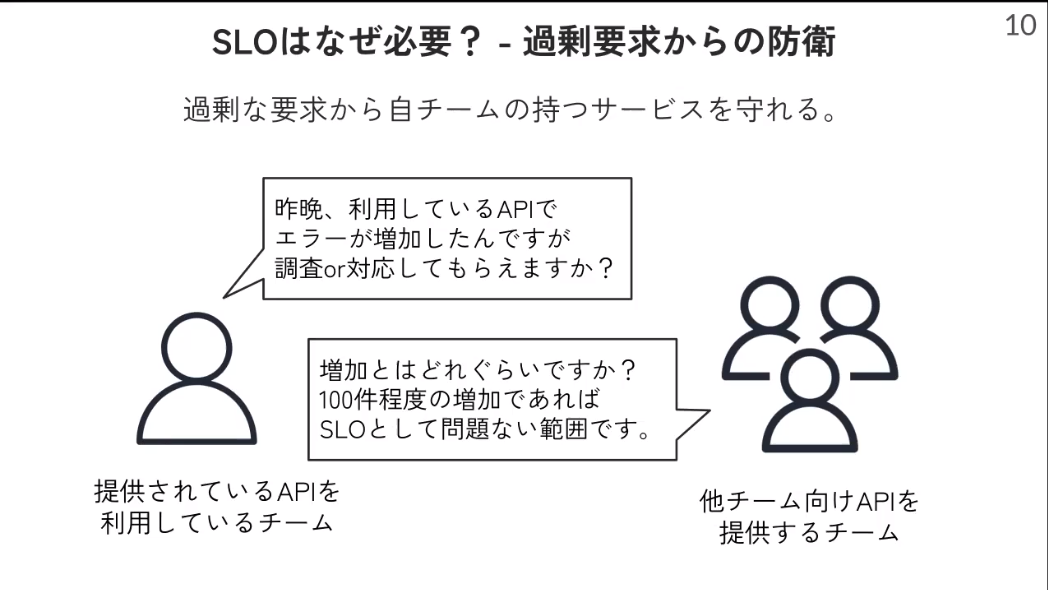 10
SLOはなぜ必要？ - 過剰要求からの防衛
過剰な要求から自チームの持つサービスを守れる。
昨晩、利用しているAPIで
エラーが増加したんですが
調査or対応してもらえますか？
増加とはどれぐらいですか？
100件程度の増加であれば
SLOとして問題ない範囲です。
提供されているAPIを
利用しているチーム
他チーム向けAPIを
提供するチーム